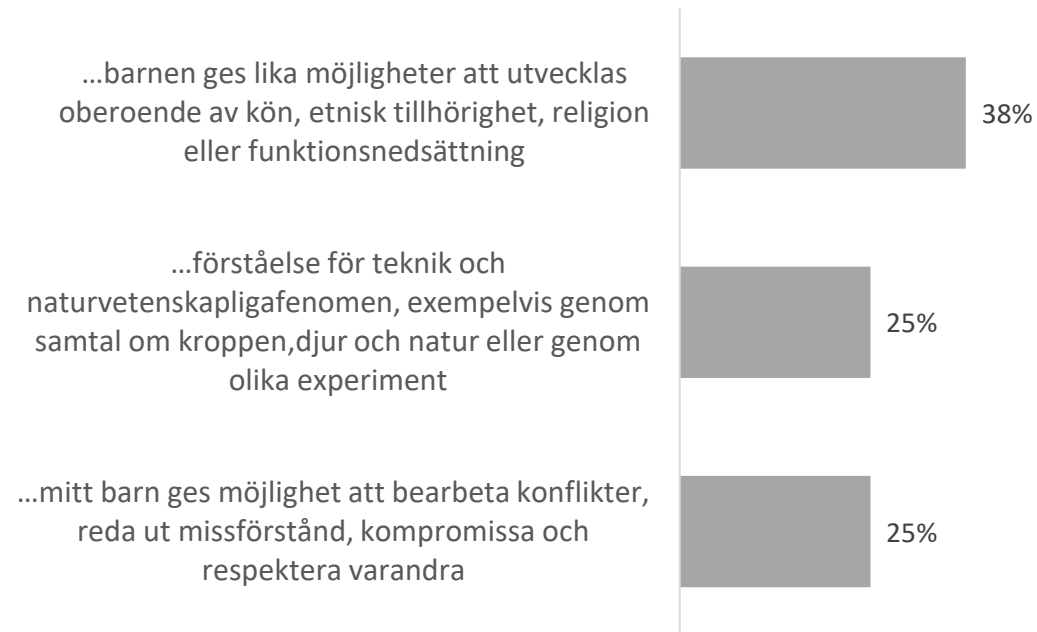 …barnen ges lika möjligheter att utvecklas
oberoende av kön, etnisk tillhörighet, religion
eller funktionsnedsättning
38%
…förståelse för teknik och
naturvetenskapligafenomen, exempelvis genom
samtal om kroppen,djur och natur eller genom
olika experiment
25%
…mitt barn ges möjlighet att bearbeta konflikter,
reda ut missförstånd, kompromissa och
respektera varandra
25%